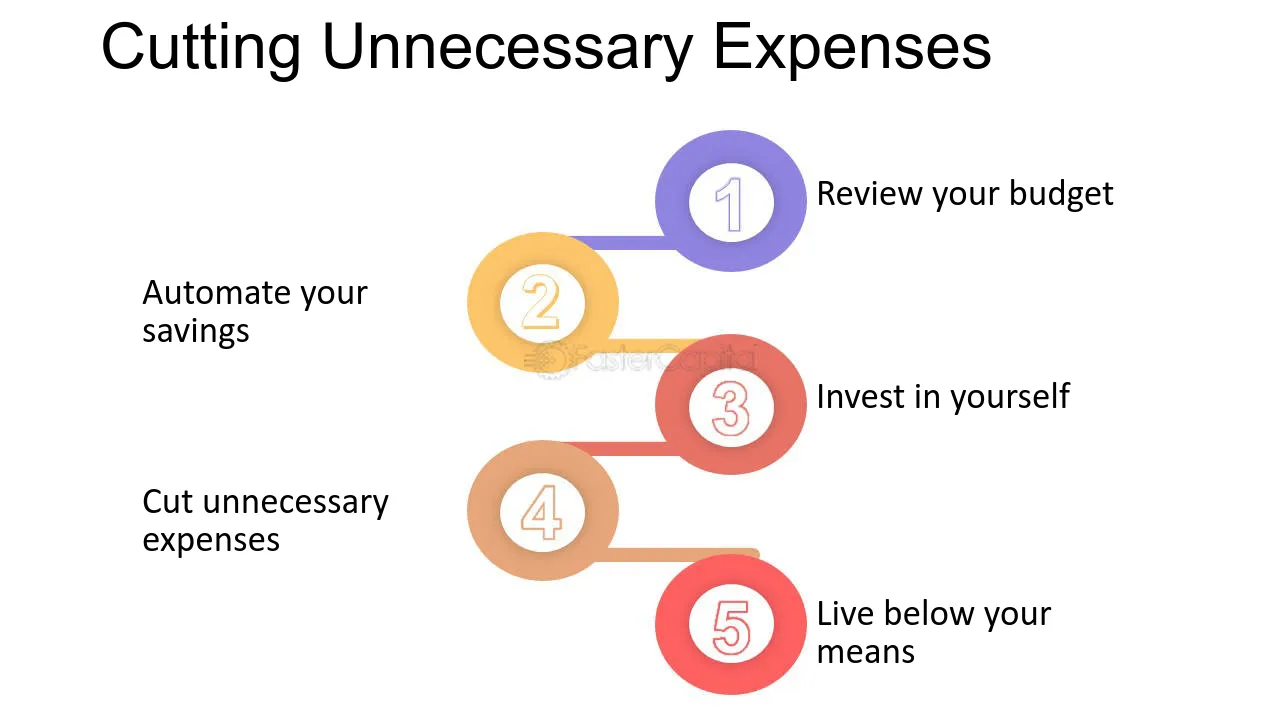 Cutting Unnecessary Expenses
1
Review your budget
2
Automate your
savings
FasterCapital
3
Invest in yourself
4
Cut unnecessary
expenses
5
Live below your
means